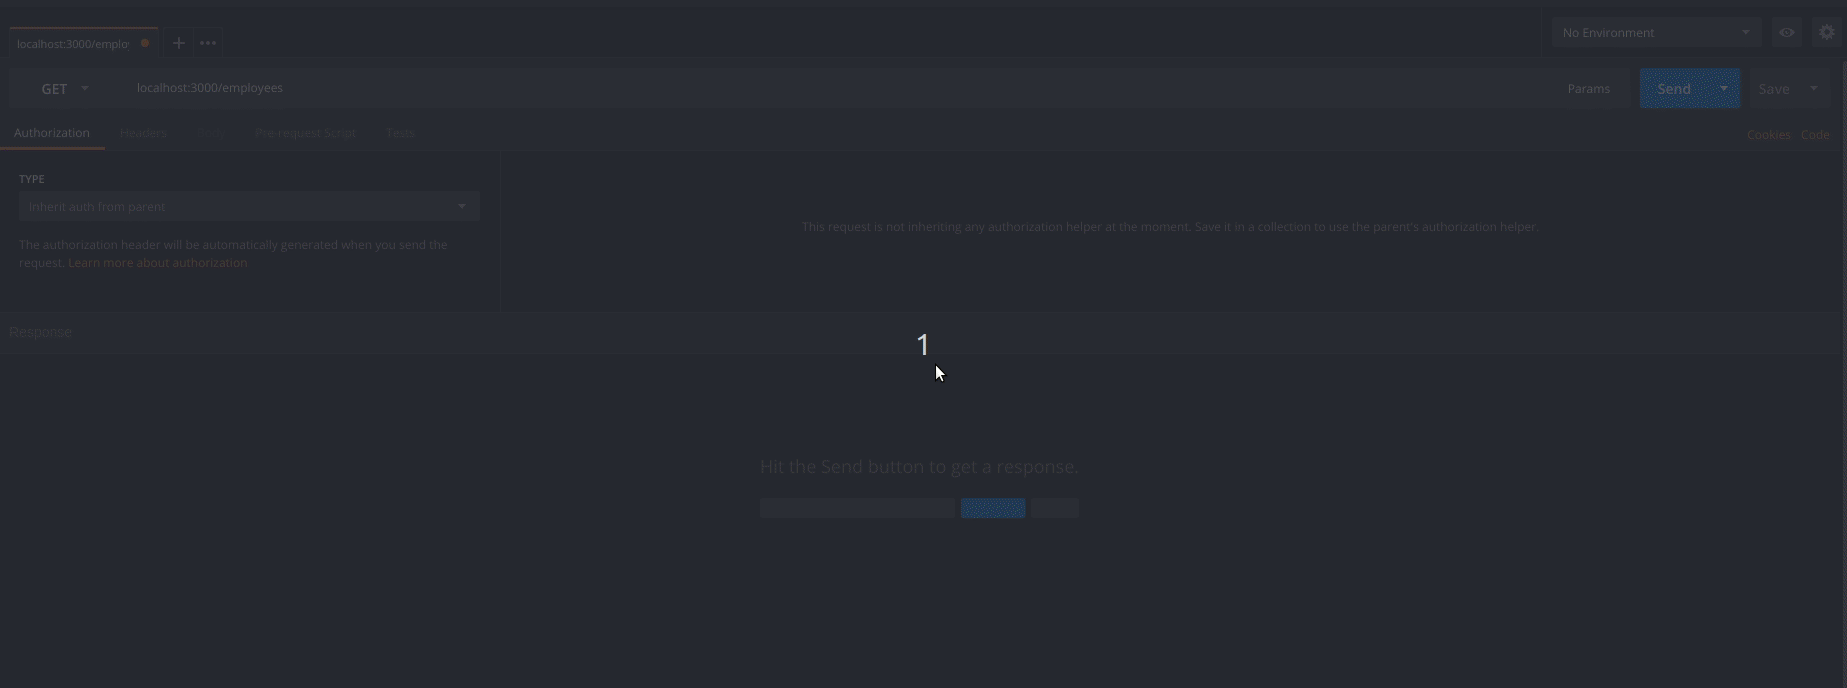 localhost:3000/emplo
No Environment
GET localhost:3000/employees Params Send Save
Authorization Headers Body Pre-request Script Tests Cookies Code
TYPE
Inherit auth from parent
This request is not inheriting any authorization helper at the moment. Save it in a collection to use the parent's authorization helper.
The authorization header will be automatically generated when you send the
request. Learn more about authorization
Response
1
Hit the Send button to get a response.